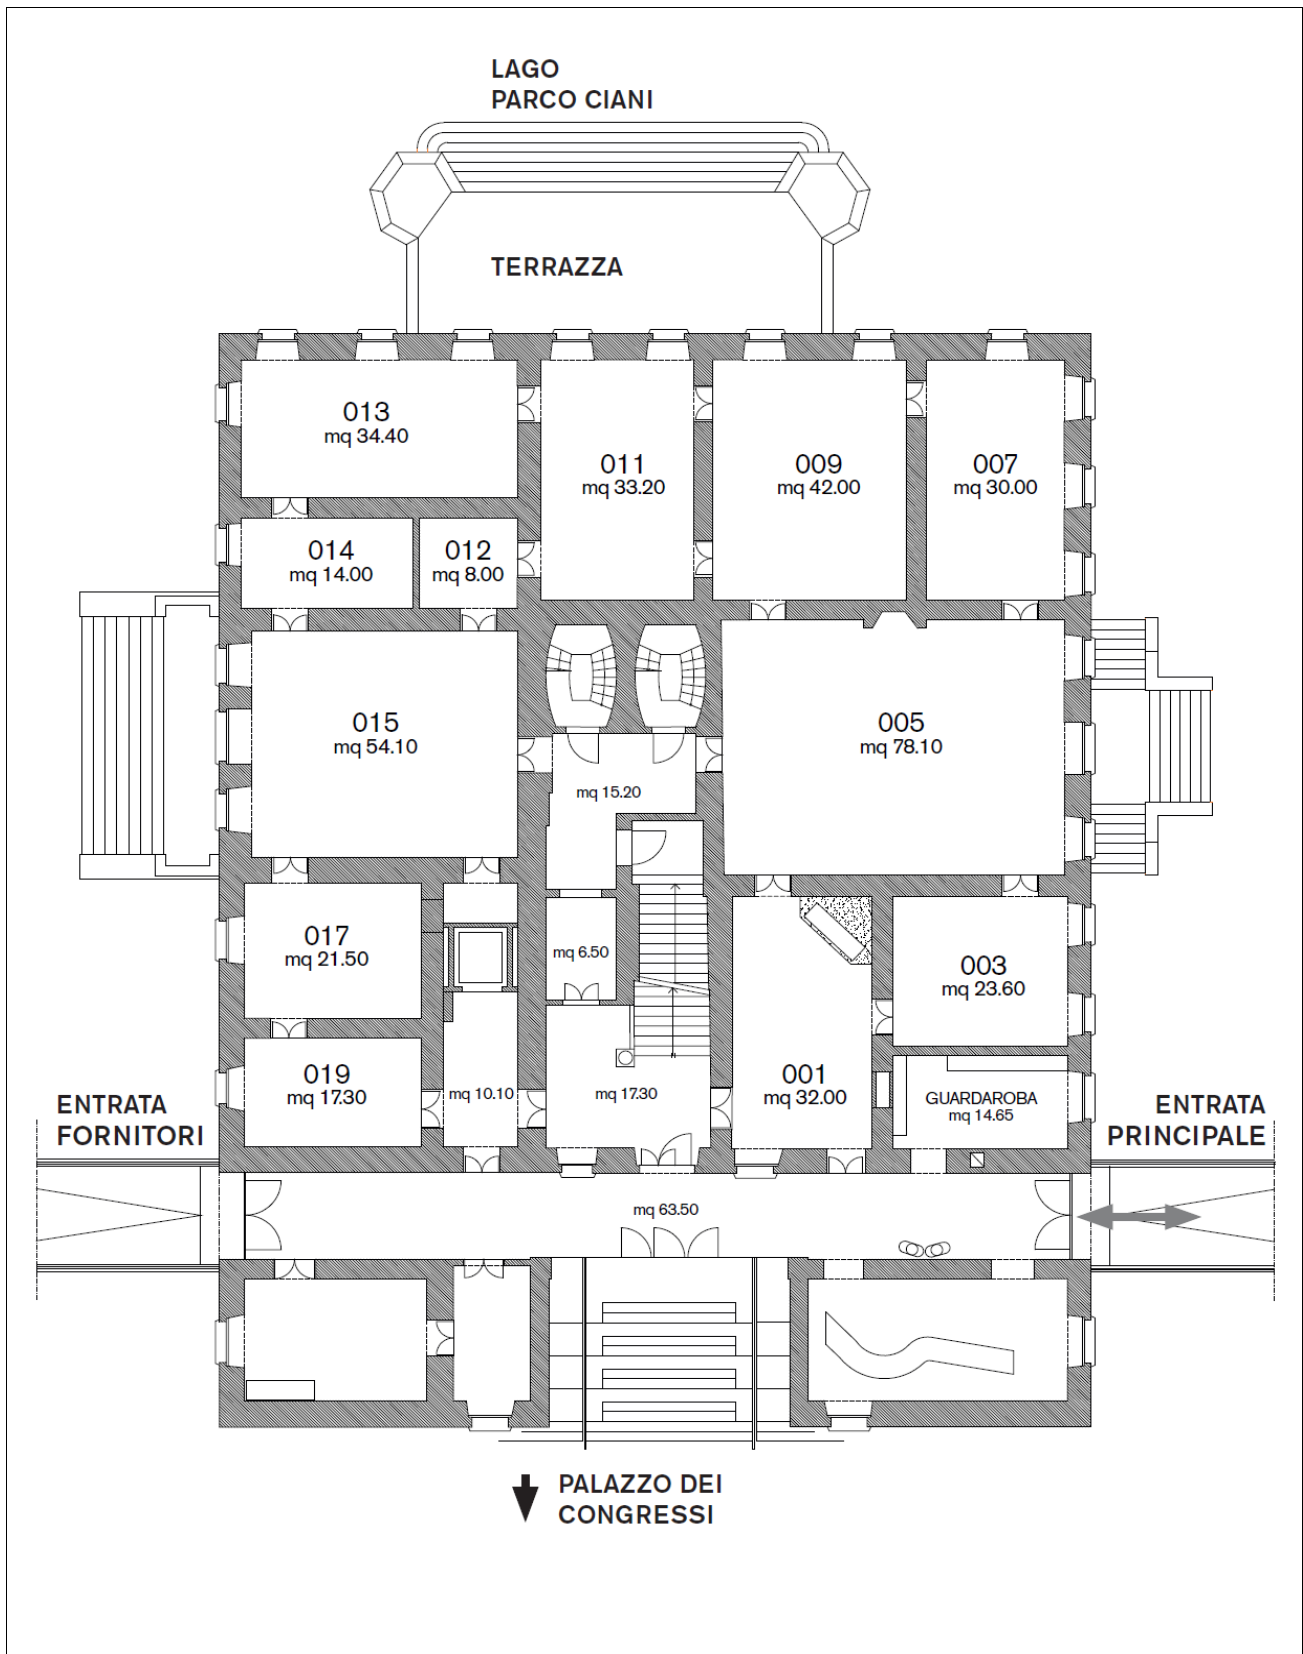 LAGO
PARCO CIANI
TERRAZZA
013
mq 34.40
011
mq 33.20
009
mq 42.00
007
mq 30.00
014
mq 14.00
012
mq 8.00
015
mq 54.10
005
mq 78.10
mq 15.20
017
mq 21.50
mq 6.50
003
mq 23.60
019
mq 17.30
mq 10.10
mq 17.30
001
mq 32.00
GUARDAROBA
mq 14.65
ENTRATA
FORNITORI
ENTRATA
PRINCIPALE
mq 63.50
PALAZZO DEI
CONGRESSI